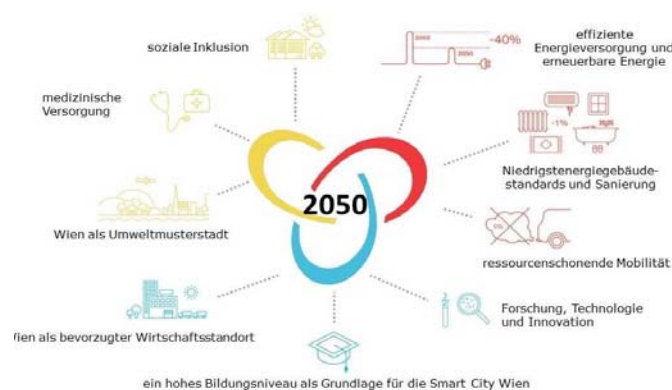 soziale Inklusion
-40%
effiziente
Energieversorgung und
erneuerbare Energie
medizinische
Versorgung
-1%
Niedrigstenergiegebäude-
standards und Sanierung
2050
Wien als Umweltmusterstadt
ressourcenschonende Mobilität
Forschung, Technologie
und Innovation
ien als bevorzugter Wirtschaftsstandort
ein hohes Bildungsniveau als Grundlage für die Smart City Wien